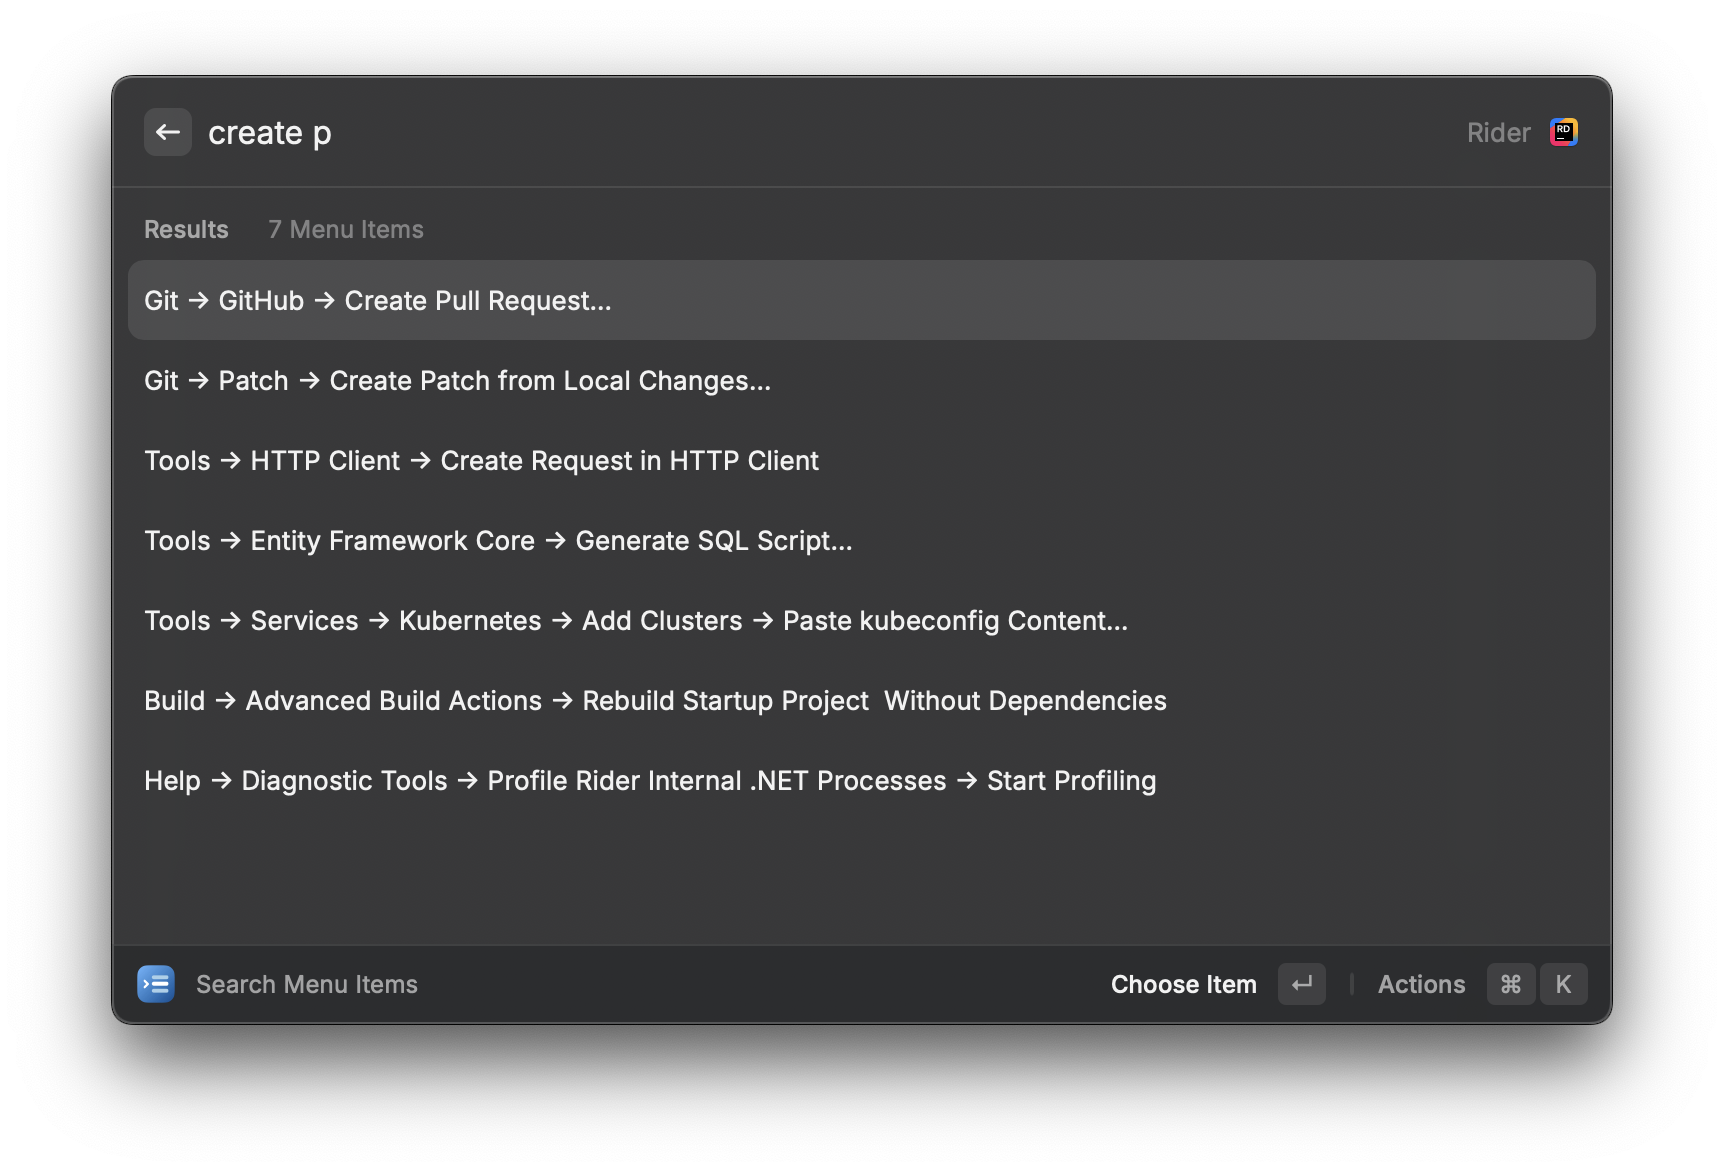 create p
Rider
RD
Results 7 Menu Items
Git → GitHub → Create Pull Request...
Git → Patch → Create Patch from Local Changes...
Tools → HTTP Client → Create Request in HTTP Client
Tools → Entity Framework Core → Generate SQL Script...
Tools → Services → Kubernetes → Add Clusters → Paste kubeconfig Content...
Build → Advanced Build Actions → Rebuild Startup Project  Without Dependencies
Help → Diagnostic Tools → Profile Rider Internal .NET Processes → Start Profiling
Search Menu Items
Choose Item ↵ | Actions ⌘ K